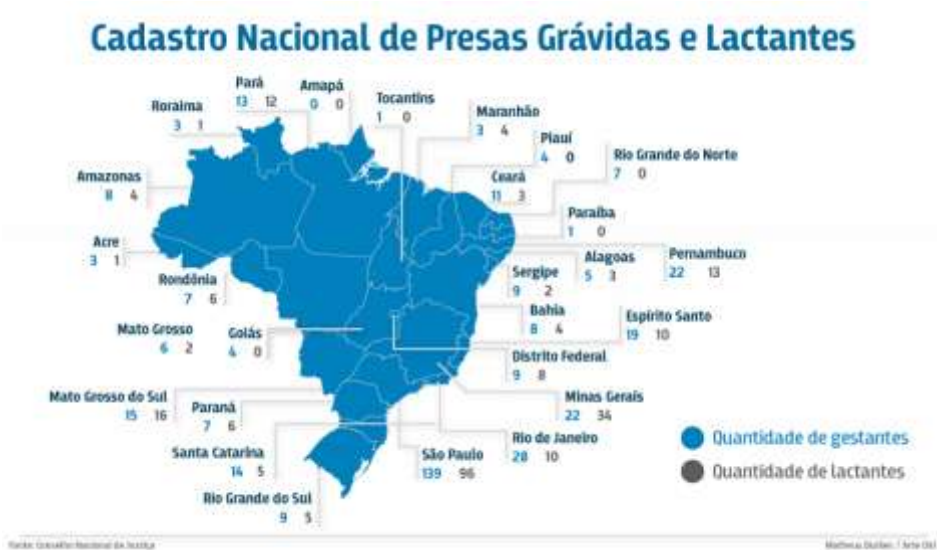 Cadastro Nacional de Presas Grávidas e Lactantes
Pará
13 12
Amapá
0 0
Tocantins
1 0
Roraima
3 1
Maranhão
3 4
Piauí
4 0
Rio Grande do Norte
7 0
Ceará
11 3
Amazonas
8 4
Paraíba
1 0
Acre
3 1
Pernambuco
22 13
Alagoas
5 3
Sergipe
9 2
Rondônia
7 6
Bahia
8 4
Espírito Santo
19 10
Mato Grosso
6 2
Goiás
4 0
Distrito Federal
9 8
Mato Grosso do Sul
15 16
Paraná
7 6
Minas Gerais
22 34
Rio de Janeiro
28 10
Santa Catarina
14 5
São Paulo
139 96
Rio Grande do Sul
9 5
Quantidade de gestantes
Quantidade de lactantes
Fonte: Conselho Nacional de Justiça